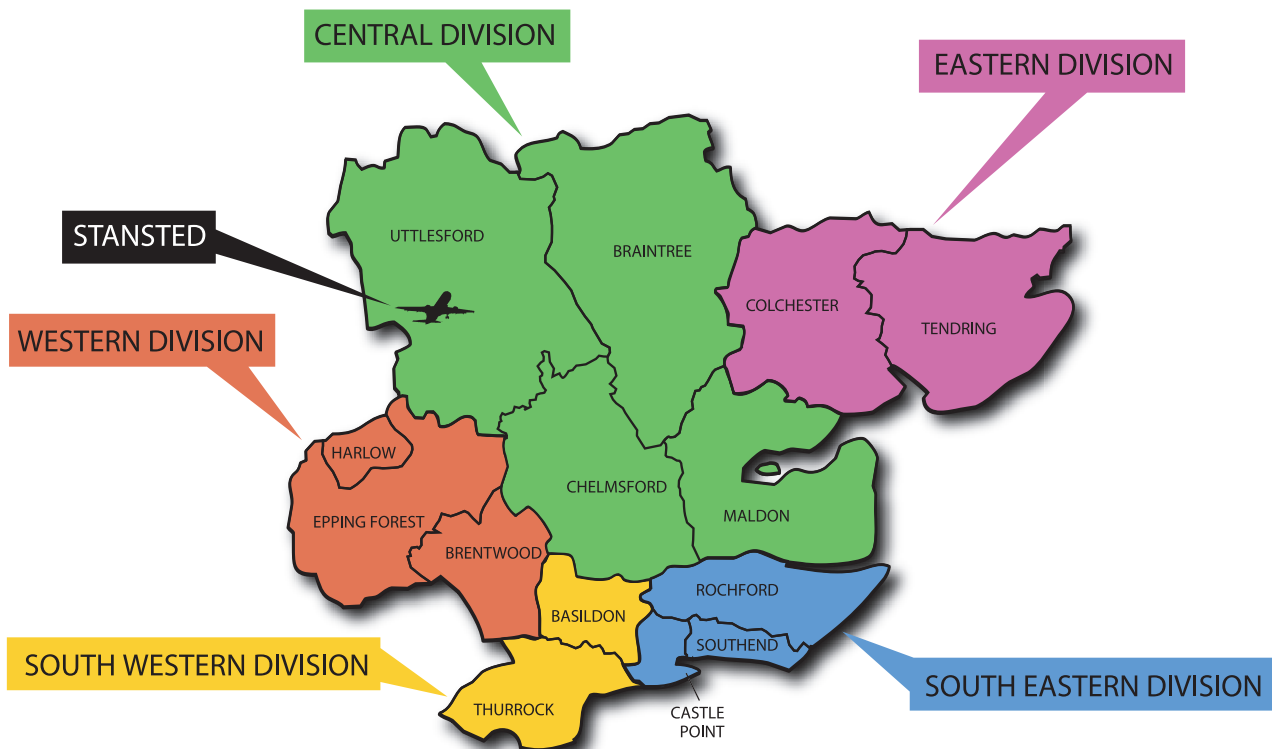 CENTRAL DIVISION
EASTERN DIVISION
STANSTED
UTTLESFORD
BRAINTREE
COLCHESTER
TENDRING
WESTERN DIVISION
HARLOW
EPPING FOREST
CHELMSFORD
MALDON
BRENTWOOD
BASILDON
ROCHFORD
SOUTHEND
SOUTH WESTERN DIVISION
SOUTH EASTERN DIVISION
THURROCK
CASTLE
POINT